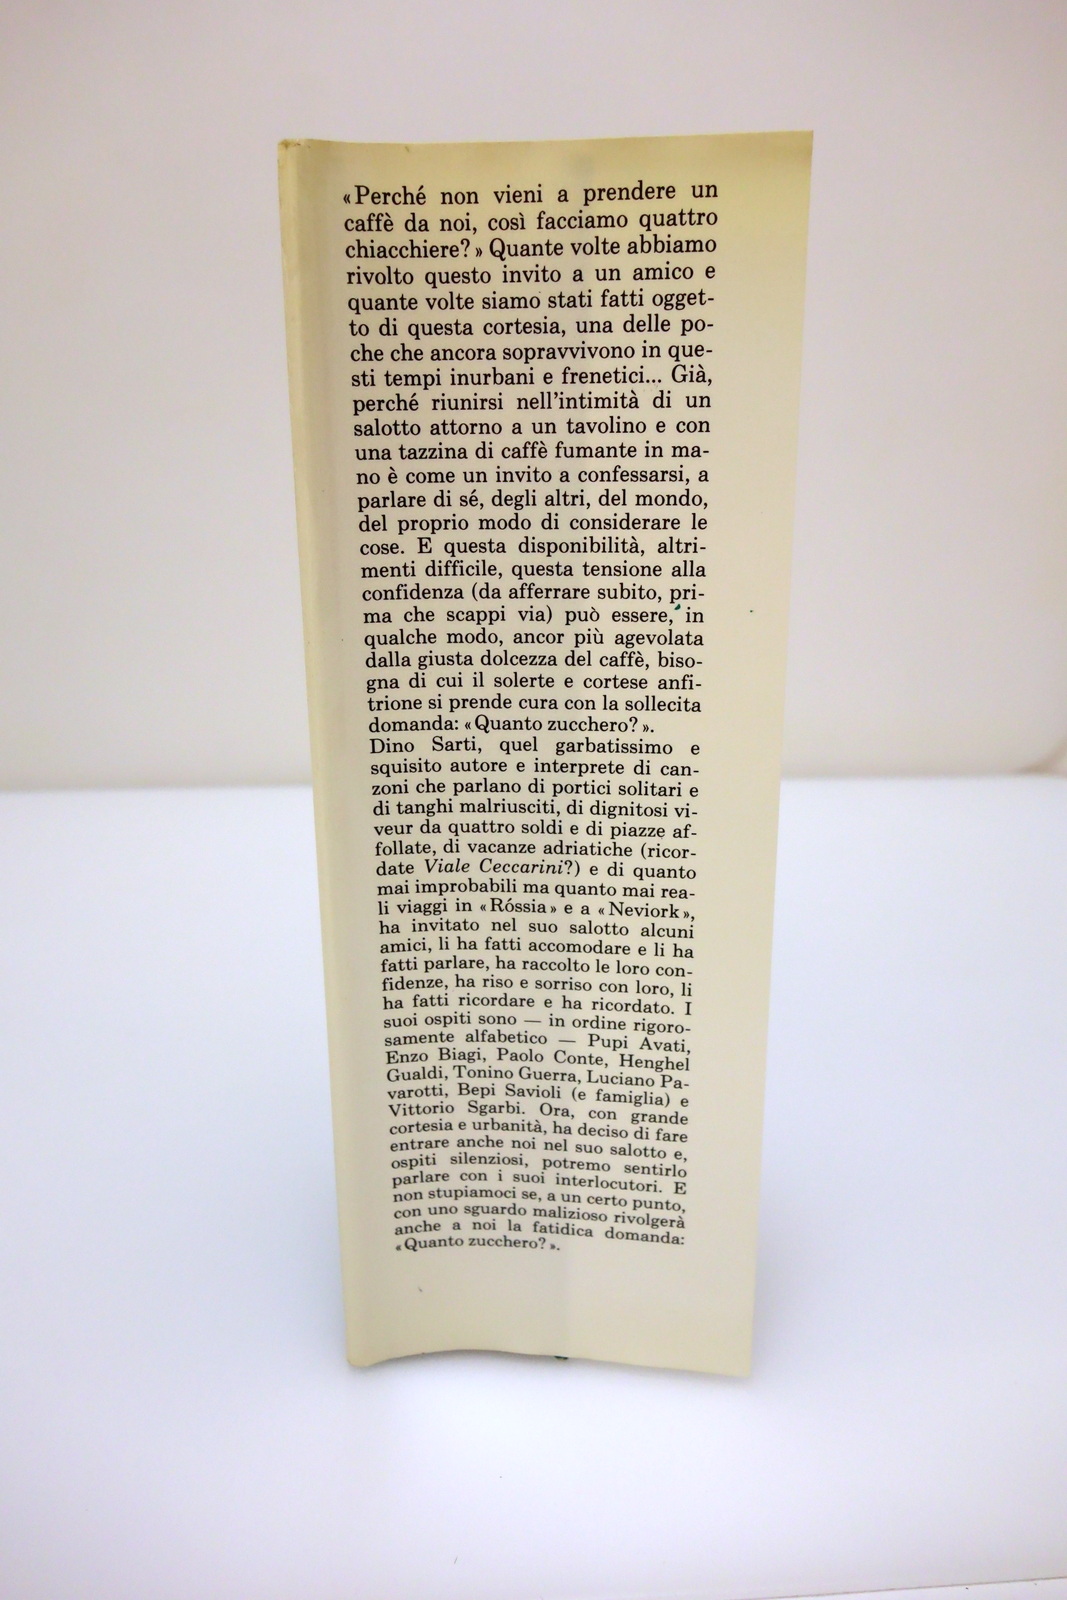 «Perché non vieni a prendere un
caffè da noi, così facciamo quattro
chiacchiere?» Quante volte abbiamo
rivolto questo invito a un amico e
quante volte siamo stati fatti ogget-
to di questa cortesia, una delle po-
che che ancora sopravvivono in que-
sti tempi inurbani e frenetici... Già,
perché riunirsi nell'intimità di un
salotto attorno a un tavolino e con
una tazzina di caffè fumante in ma-
no è come un invito a confessarsi, a
parlare di sé, degli altri, del mondo,
del proprio modo di considerare le
cose. E questa disponibilità, altri-
menti difficile, questa tensione alla
confidenza (da afferrare subito, pri-
ma che scappi via) può essere, in
qualche modo, ancor più agevolata
dalla giusta dolcezza del caffè, biso-
gna di cui il solerte e cortese anfi-
trione si prende cura con la sollecita
domanda: «Quanto zucchero?».
Dino Sarti, quel garbatissimo e
squisito autore e interprete di can-
zoni che parlano di portici solitari e
di tanghi malriusciti, di dignitosi vi-
veur da quattro soldi e di piazze af-
follate, di vacanze adriatiche (ricor-
date Viale Ceccarini?) e di quanto
mai improbabili ma quanto mai rea-
li viaggi in «Róssia» e a «Neviork»,
ha invitato nel suo salotto alcuni
amici, li ha fatti accomodare e li ha
fatti parlare, ha raccolto le loro con-
fidenze, ha riso e sorriso con loro, li
ha fatti ricordare e ha ricordato. I
suoi ospiti sono — in ordine rigoro-
samente alfabetico — Pupi Avati,
Enzo Biagi, Paolo Conte, Henghel
Gualdi, Tonino Guerra, Luciano Pa-
varotti, Bepi Savioli (e famiglia) e
Vittorio Sgarbi. Ora, con grande
cortesia e urbanità, ha deciso di fare
entrare anche noi nel suo salotto e,
ospiti silenziosi, potremo sentirlo
parlare con i suoi interlocutori. E
non stupiamoci se, a un certo punto,
con uno sguardo malizioso rivolgerà
anche a noi la fatidica domanda:
«Quanto zucchero?».